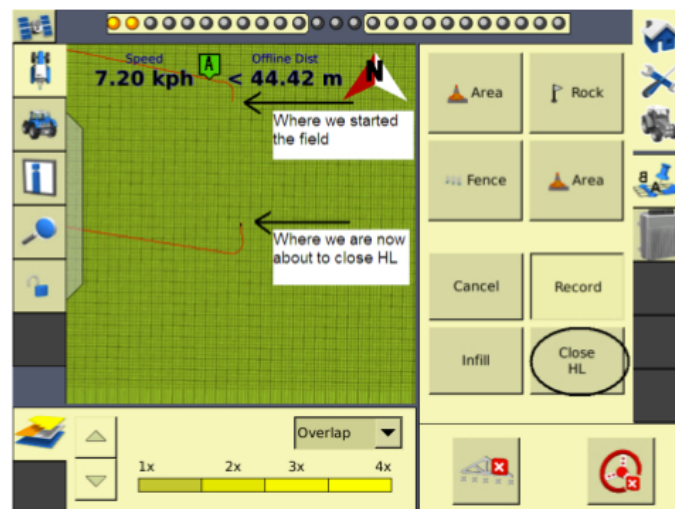 Speed
Offline Dist
7.20 kph
A
< 44.42 m
N
Where we started
the field
Where we are now
about to close HL
Area
Rock
Fence
Area
B
A
Cancel
Record
Infill
Close
HL
Overlap
1x
2x
3x
4x